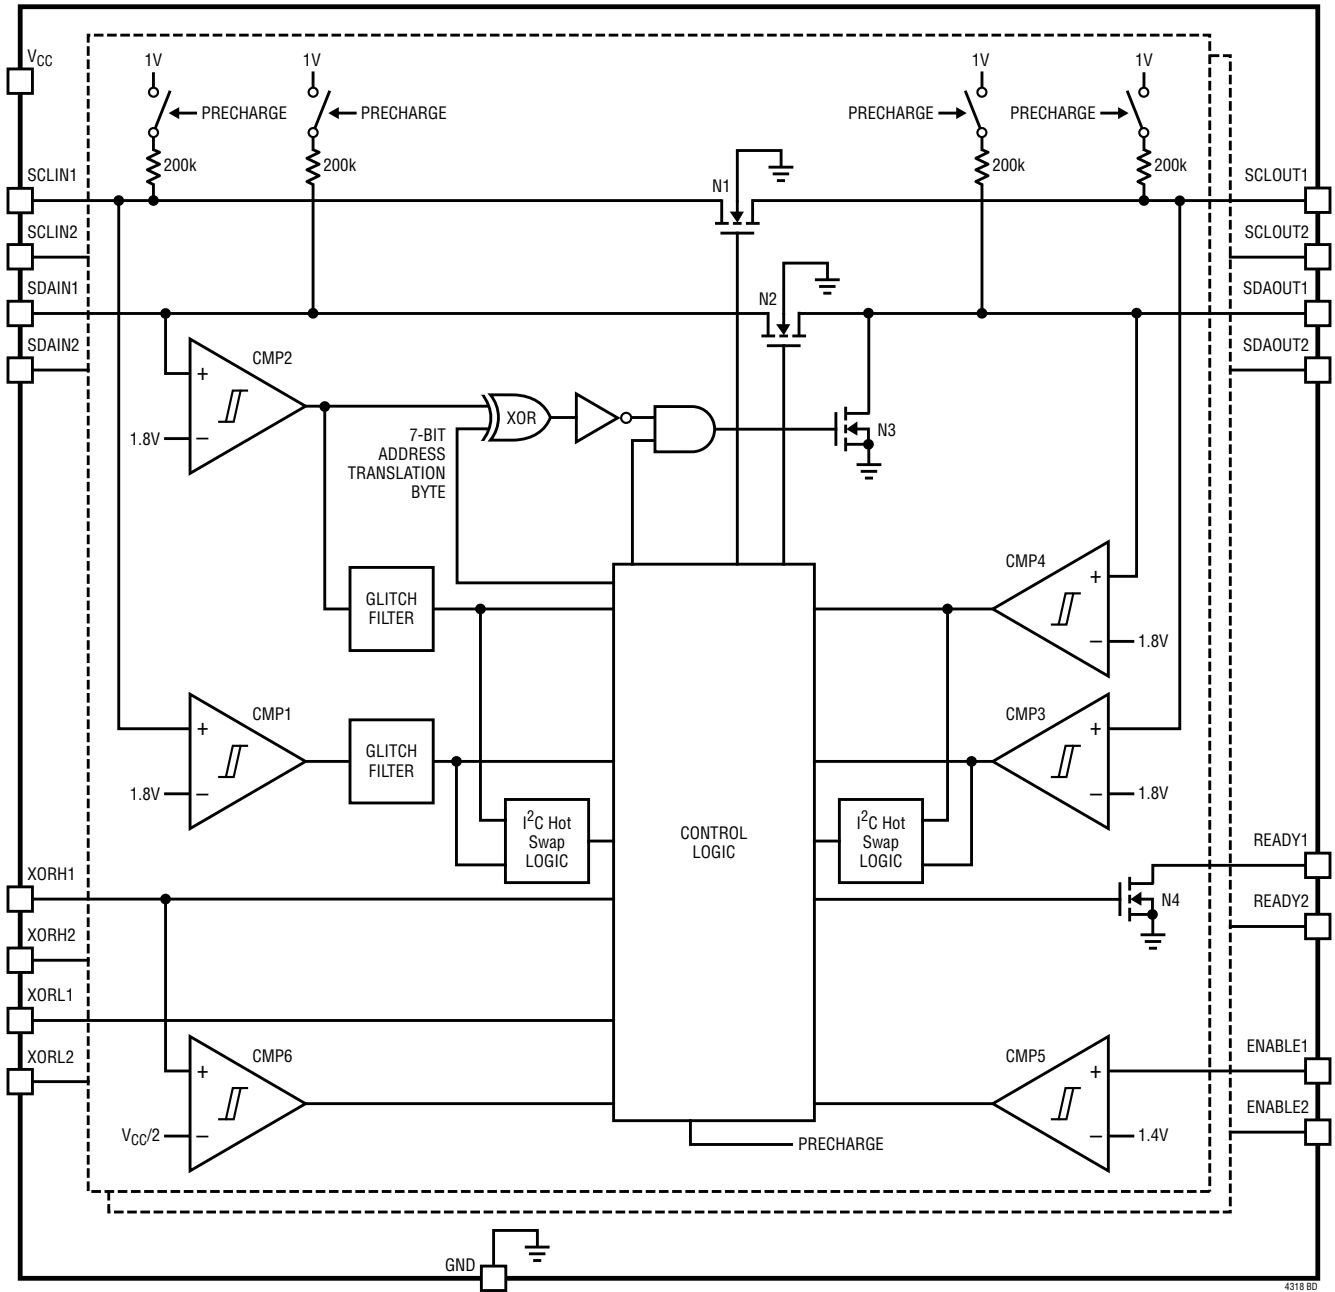 VCC
1V
1V
1V
1V
PRECHARGE
PRECHARGE
PRECHARGE
PRECHARGE
200k
200k
200k
200k
SCLIN1
N1
SCLOUT1
SCLIN2
SCLOUT2
SDAIN1
N2
SDAOUT1
SDAIN2
SDAOUT2
CMP2
+
1.8V
–
XOR
N3
7-BIT
ADDRESS
TRANSLATION
BYTE
CMP4
+
–
1.8V
GLITCH
FILTER
CMP1
+
1.8V
–
GLITCH
FILTER
CMP3
+
–
1.8V
I2C Hot
Swap
LOGIC
CONTROL
LOGIC
I2C Hot
Swap
LOGIC
READY1
XORH1
N4
READY2
XORH2
XORL1
ENABLE1
XORL2
CMP6
+
VCC/2
–
CMP5
+
–
1.4V
ENABLE2
PRECHARGE
GND
4318 BD